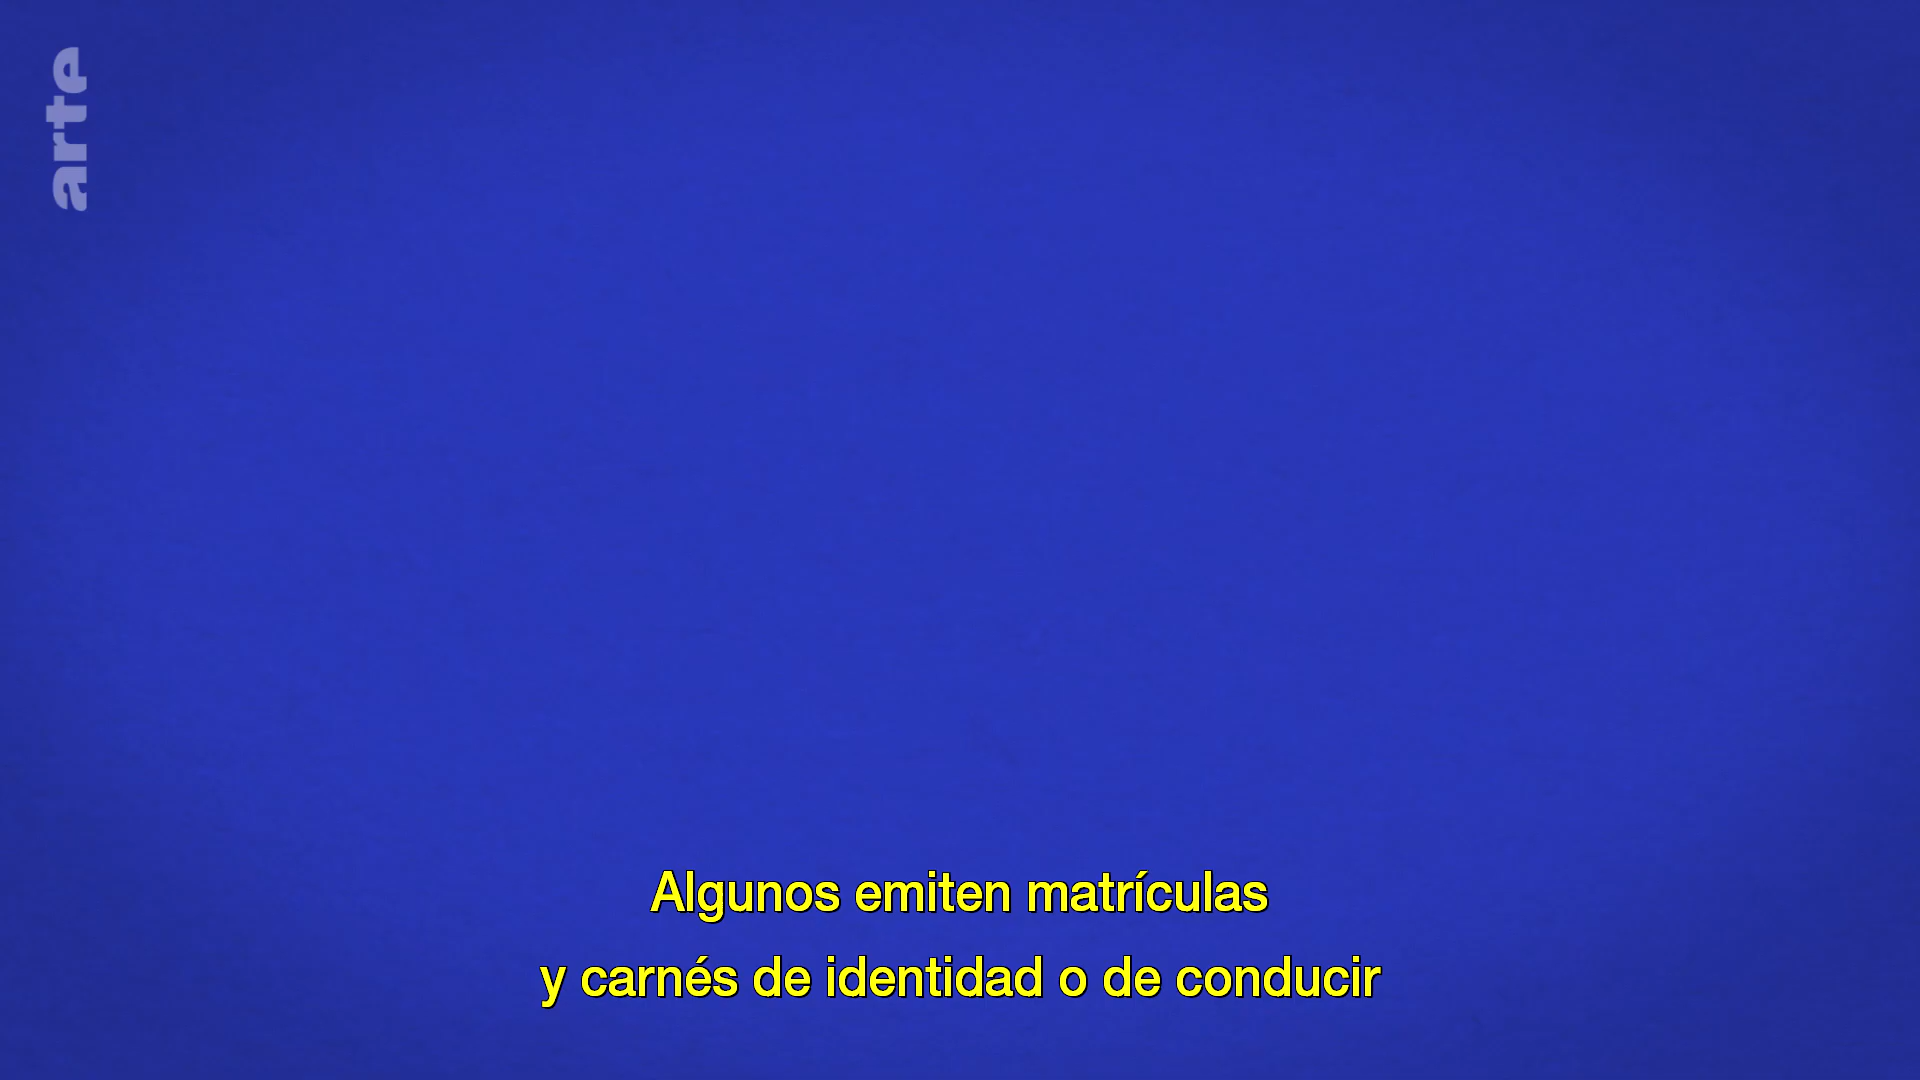 arte
Algunos emiten matrículas
y carnés de identidad o de conducir